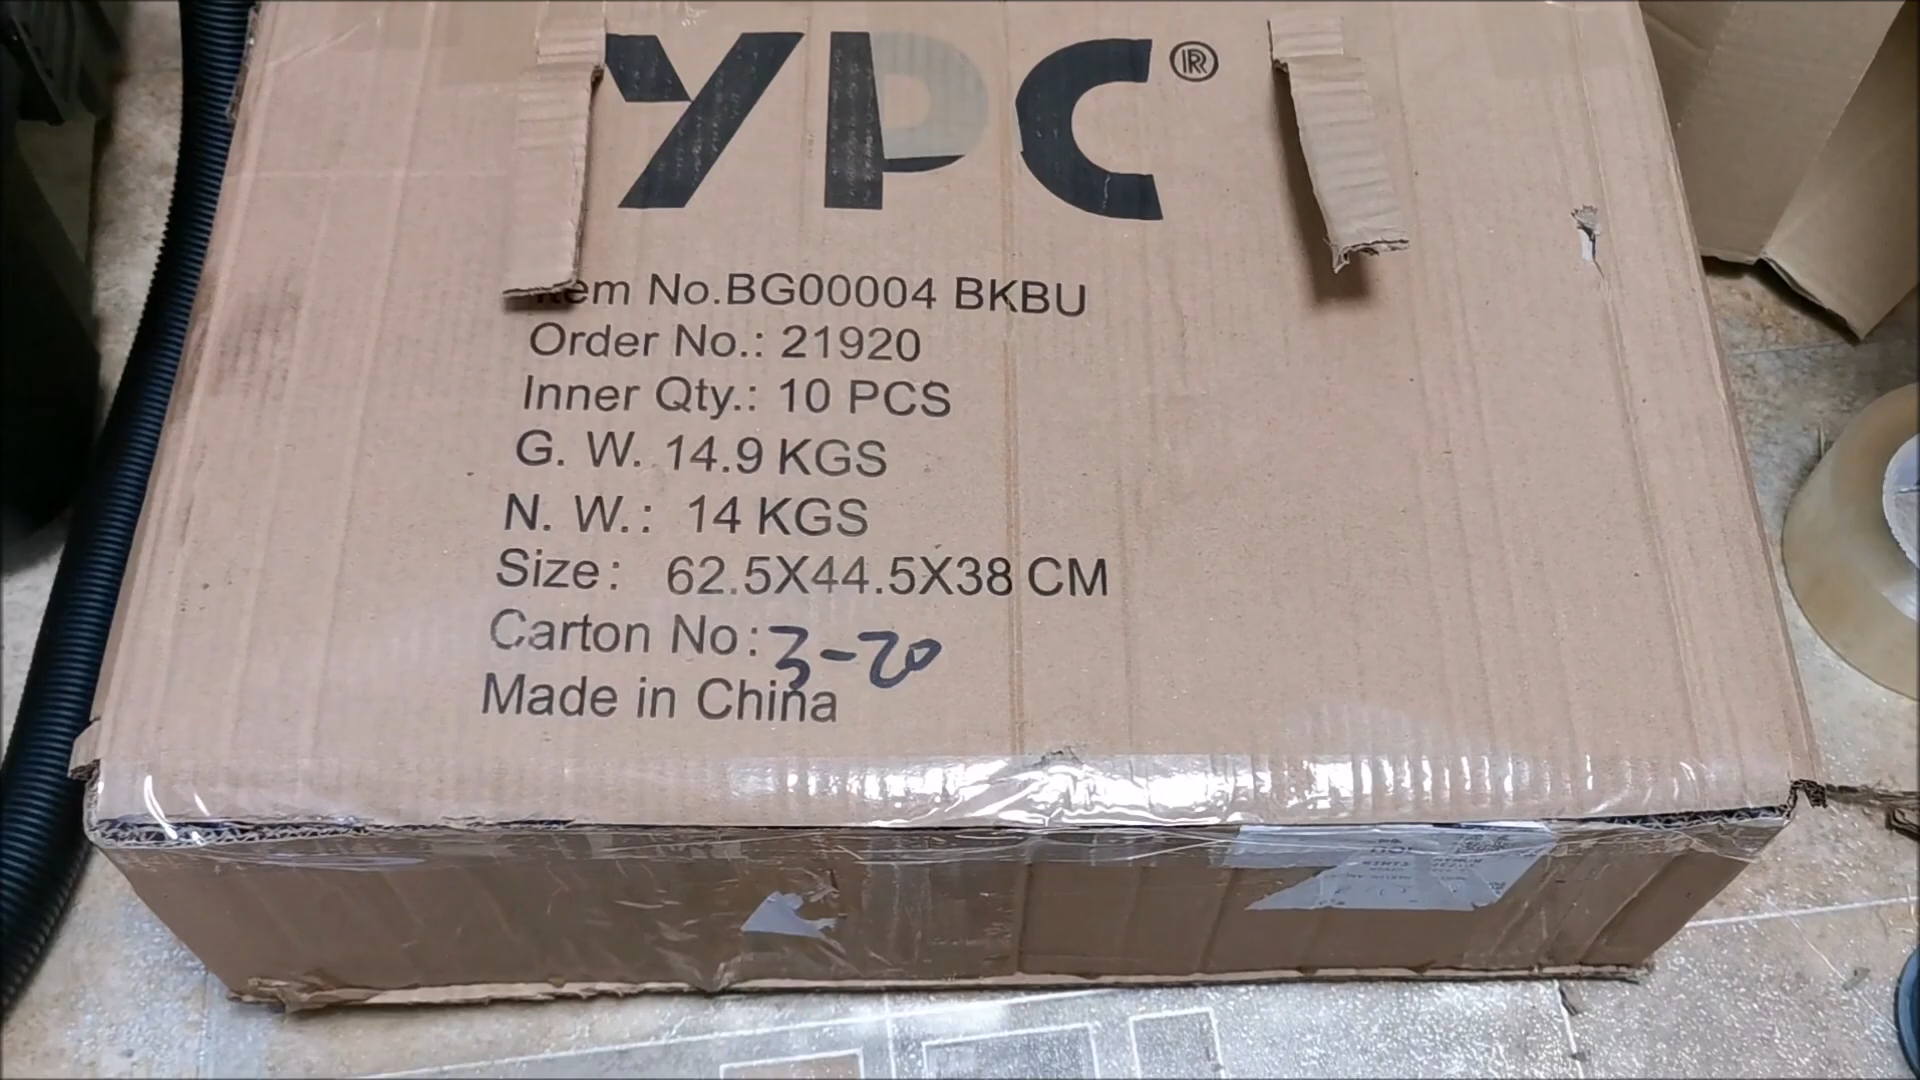 YPC®
Item No.BG00004 BKBU
Order No.: 21920
Inner Qty.: 10 PCS
G. W. 14.9 KGS
N. W.: 14 KGS
Size: 62.5X44.5X38 CM
Carton No: 3-20
Made in China